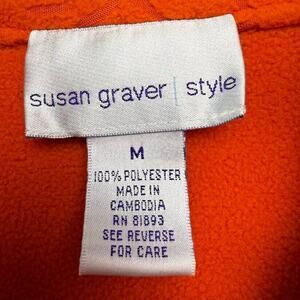 susan graver | style
M
100% POLYESTER
MADE IN
CAMBODIA
RN 81893
SEE REVERSE
FOR CARE